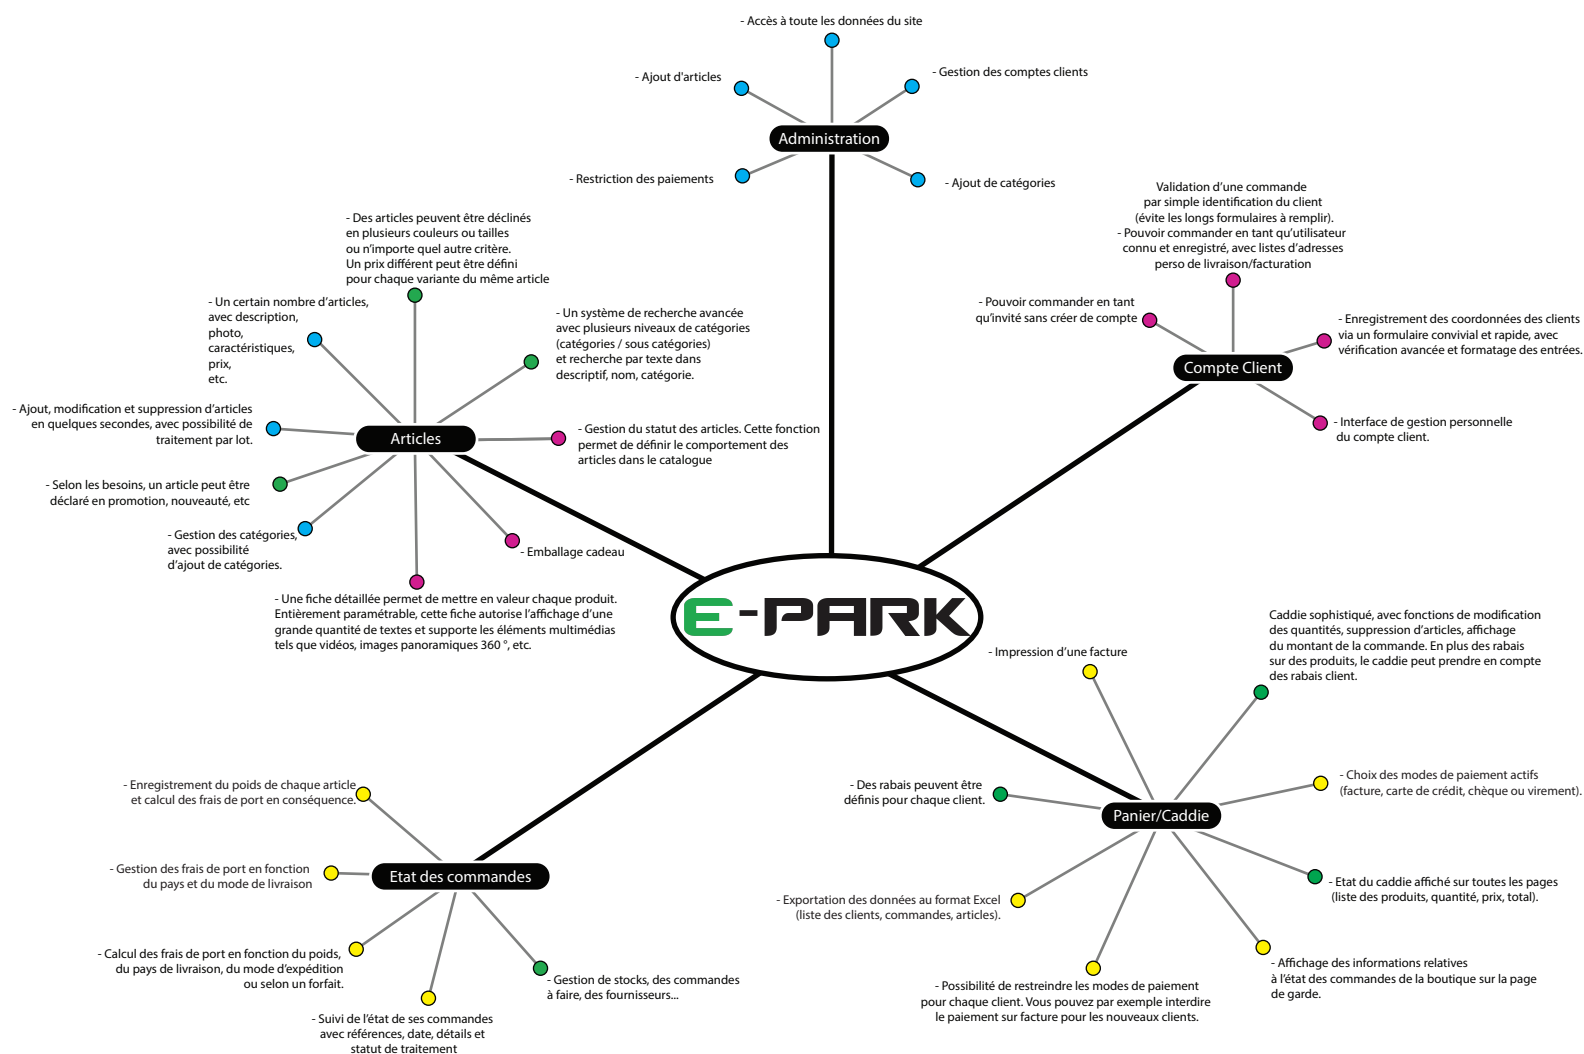 - Accès à toute les données du site
- Ajout d'articles
- Gestion des comptes clients
Administration
- Restriction des paiements
- Ajout de catégories
Validation d’une commande
par simple identification du client
(évite les longs formulaires à remplir).
- Pouvoir commander en tant qu’utilisateur
connu et enregistré, avec listes d’adresses
perso de livraison/facturation
- Pouvoir commander en tant
qu’invité sans créer de compte
- Enregistrement des coordonnées des clients
via un formulaire convivial et rapide, avec
vérification avancée et formatage des entrées.
Compte Client
- Interface de gestion personnelle
du compte client.
- Des articles peuvent être déclinés
en plusieurs couleurs ou tailles
ou n’importe quel autre critère.
Un prix différent peut être défini
pour chaque variante du même article
- Un certain nombre d’articles,
avec description,
photo,
caractéristiques,
prix,
etc.
- Un système de recherche avancée
avec plusieurs niveaux de catégories
(catégories / sous catégories)
et recherche par texte dans
descriptif, nom, catégorie.
- Ajout, modification et suppression d’articles
en quelques secondes, avec possibilité de
traitement par lot.
Articles
- Gestion du statut des articles. Cette fonction
permet de définir le comportement des
articles dans le catalogue
- Selon les besoins, un article peut être
déclaré en promotion, nouveauté, etc
- Gestion des catégories,
avec possibilité
d’ajout de catégories.
- Emballage cadeau
- Une fiche détaillée permet de mettre en valeur chaque produit.
Entièrement paramétrable, cette fiche autorise l’affichage d’une
grande quantité de textes et supporte les éléments multimédias
tels que vidéos, images panoramiques 360 °, etc.
E-PARK
- Impression d’une facture
Caddie sophistiqué, avec fonctions de modification
des quantités, suppression d’articles, affichage
du montant de la commande. En plus des rabais
sur des produits, le caddie peut prendre en compte
des rabais client.
- Des rabais peuvent être
définis pour chaque client.
- Choix des modes de paiement actifs
(facture, carte de crédit, chèque ou virement).
Panier/Caddie
- Exportation des données au format Excel
(liste des clients, commandes, articles).
- Etat du caddie affiché sur toutes les pages
(liste des produits, quantité, prix, total).
- Possibilité de restreindre les modes de paiement
pour chaque client. Vous pouvez par exemple interdire
le paiement sur facture pour les nouveaux clients.
- Affichage des informations relatives
à l’état des commandes de la boutique sur la page
de garde.
- Enregistrement du poids de chaque article
et calcul des frais de port en conséquence.
- Gestion des frais de port en fonction
du pays et du mode de livraison
Etat des commandes
- Calcul des frais de port en fonction du poids,
du pays de livraison, du mode d’expédition
ou selon un forfait.
- Gestion de stocks, des commandes
à faire, des fournisseurs...
- Suivi de l’état de ses commandes
avec références, date, détails et
statut de traitement